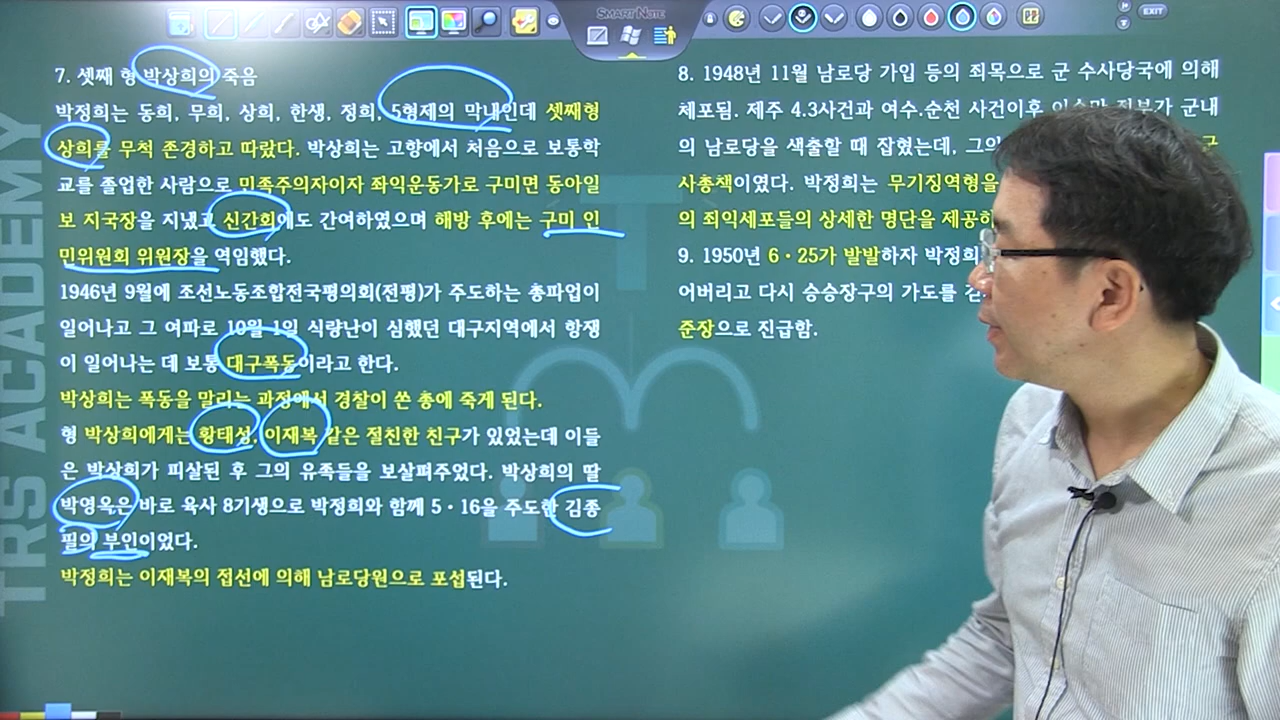 SMART NOTE
EXIT
TRS ACADEMY
7. 셋째 형 박상희의 죽음
박정희는 동희, 무희, 상희, 한생, 정희, 5형제의 막내인데 셋째형
상희를 무척 존경하고 따랐다. 박상희는 고향에서 처음으로 보통학
교를 졸업한 사람으로 민족주의자이자 좌익운동가로 구미면 동아일
보 지국장을 지냈고 신간회에도 간여하였으며 해방 후에는 구미 인
민위원회 위원장을 역임했다.
1946년 9월에 조선노동조합전국평의회(전평)가 주도하는 총파업이
일어나고 그 여파로 10월 1일 식량난이 심했던 대구지역에서 항쟁
이 일어나는 데 보통 대구폭동이라고 한다.
박상희는 폭동을 말리는 과정에서 경찰이 쏜 총에 죽게 된다.
형 박상희에게는 황태성, 이재복 같은 절친한 친구가 있었는데 이들
은 박상희가 피살된 후 그의 유족들을 보살펴주었다. 박상희의 딸
박영옥은 바로 육사 8기생으로 박정희와 함께 5·16을 주도한 김종
필의 부인이었다.
박정희는 이재복의 접선에 의해 남로당원으로 포섭된다.
8. 1948년 11월 남로당 가입 등의 죄목으로 군 수사당국에 의해
체포됨. 제주 4.3사건과 여수.순천 사건이후 이승만 정부가 군내
의 남로당을 색출할 때 잡혔는데, 그의 구
사총책이었다. 박정희는 무기징역형을
의 죄익세포들의 상세한 명단을 제공하
9. 1950년 6·25가 발발하자 박정희
어버리고 다시 승승장구의 가도를
준장으로 진급함.